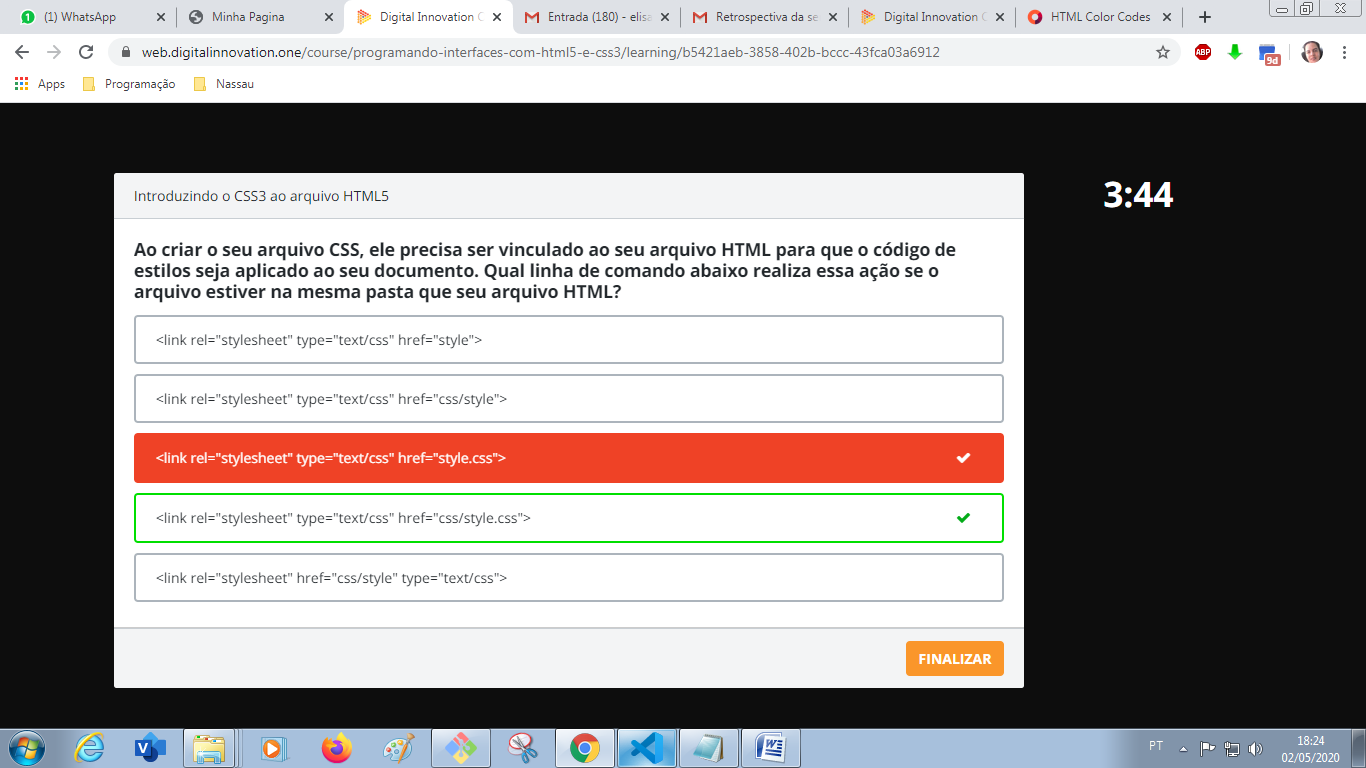 (1) WhatsApp
Minha Pagina
Digital Innovation
Entrada (180) - elisa
Retrospectiva da se
Digital Innovation
HTML Color Codes
web.digitalinnovation.one/course/programando-interfaces-com-html5-e-css3/learning/b5421aeb-3858-402b-bccc-43fca03a6912
ABP
9d
Apps
Programação
Nassau
Introduzindo o CSS3 ao arquivo HTML5
3:44
Ao criar o seu arquivo CSS, ele precisa ser vinculado ao seu arquivo HTML para que o código de
estilos seja aplicado ao seu documento. Qual linha de comando abaixo realiza essa ação se o
arquivo estiver na mesma pasta que seu arquivo HTML?
<link rel="stylesheet" type="text/css" href="style">
<link rel="stylesheet" type="text/css" href="css/style">
<link rel="stylesheet" type="text/css" href="style.css">
<link rel="stylesheet" type="text/css" href="css/style.css">
<link rel="stylesheet" href="css/style" type="text/css">
FINALIZAR
PT
18:24
02/05/2020